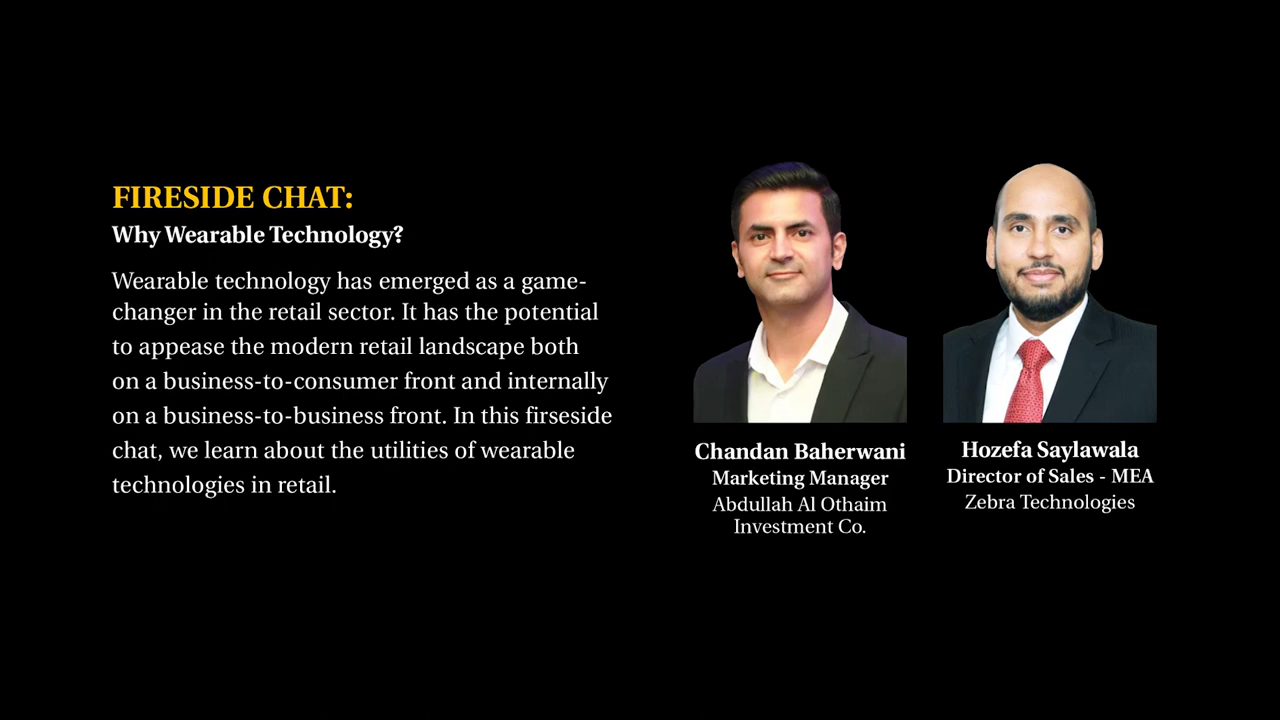 FIRESIDE CHAT:
Why Wearable Technology?
Wearable technology has emerged as a game-
changer in the retail sector. It has the potential
to appease the modern retail landscape both
on a business-to-consumer front and internally
on a business-to-business front. In this firseside
chat, we learn about the utilities of wearable
technologies in retail.
Chandan Baherwani
Marketing Manager
Abdullah Al Othaim
Investment Co.
Hozefa Saylawala
Director of Sales - MEA
Zebra Technologies